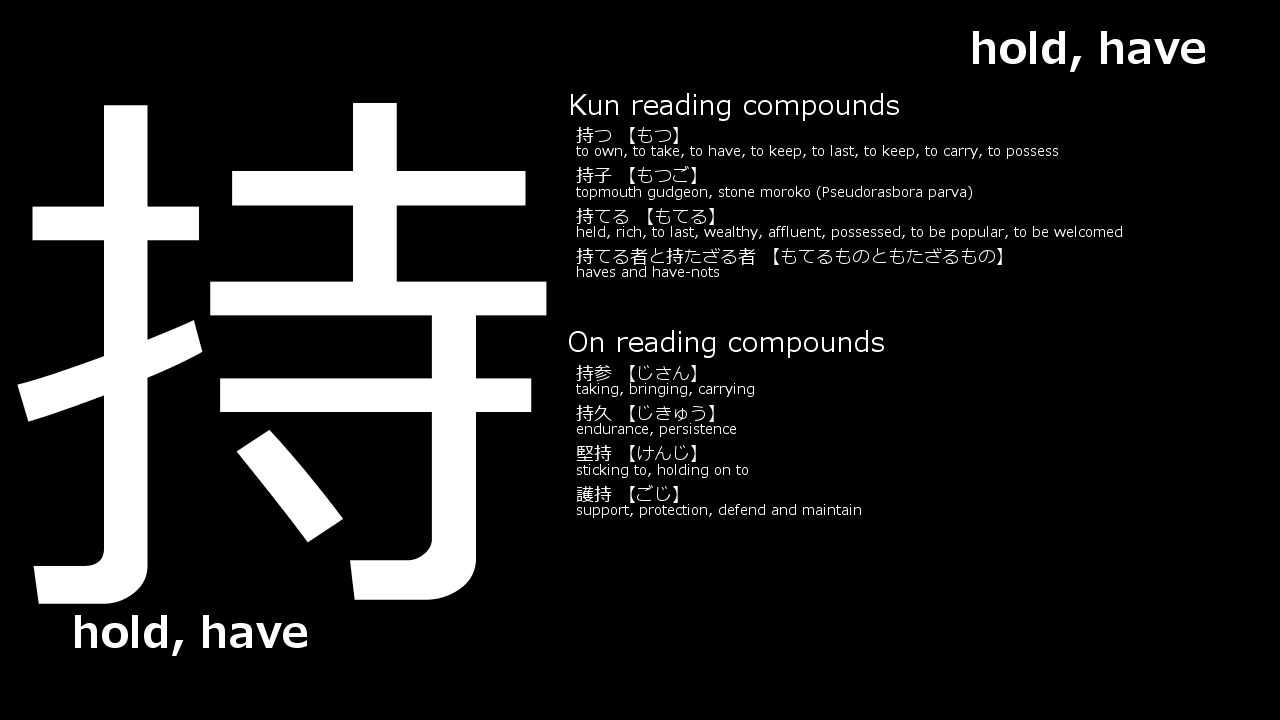 hold, have
持
hold, have
Kun reading compounds
持つ 【もつ】
to own, to take, to have, to keep, to last, to keep, to carry, to possess
持子 【もつご】
topmouth gudgeon, stone moroko (Pseudorasbora parva)
持てる 【もてる】
held, rich, to last, wealthy, affluent, possessed, to be popular, to be welcomed
持てる者と持たざる者 【もてるものともたざるもの】
haves and have-nots
On reading compounds
持参 【じさん】
taking, bringing, carrying
持久 【じきゅう】
endurance, persistence
堅持 【けんじ】
sticking to, holding on to
護持 【ごじ】
support, protection, defend and maintain